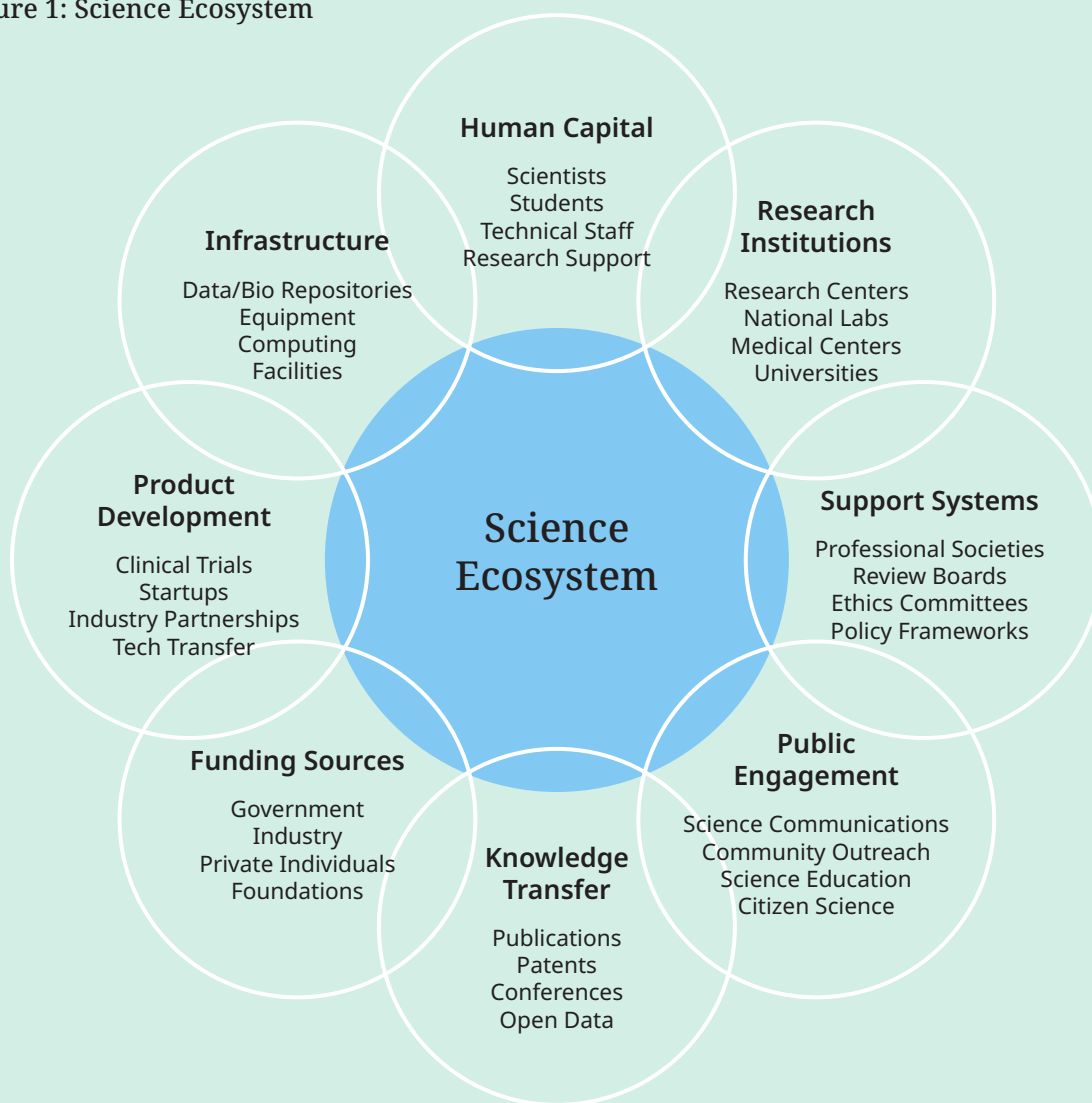 ure 1: Science Ecosystem
Human Capital
Scientists
Students
Technical Staff
Research Support
Research
Institutions
Research Centers
National Labs
Medical Centers
Universities
Support Systems
Professional Societies
Review Boards
Ethics Committees
Policy Frameworks
Public
Engagement
Science Communications
Community Outreach
Science Education
Citizen Science
Knowledge
Transfer
Publications
Patents
Conferences
Open Data
Funding Sources
Government
Industry
Private Individuals
Foundations
Product
Development
Clinical Trials
Startups
Industry Partnerships
Tech Transfer
Infrastructure
Data/Bio Repositories
Equipment
Computing
Facilities
Science
Ecosystem